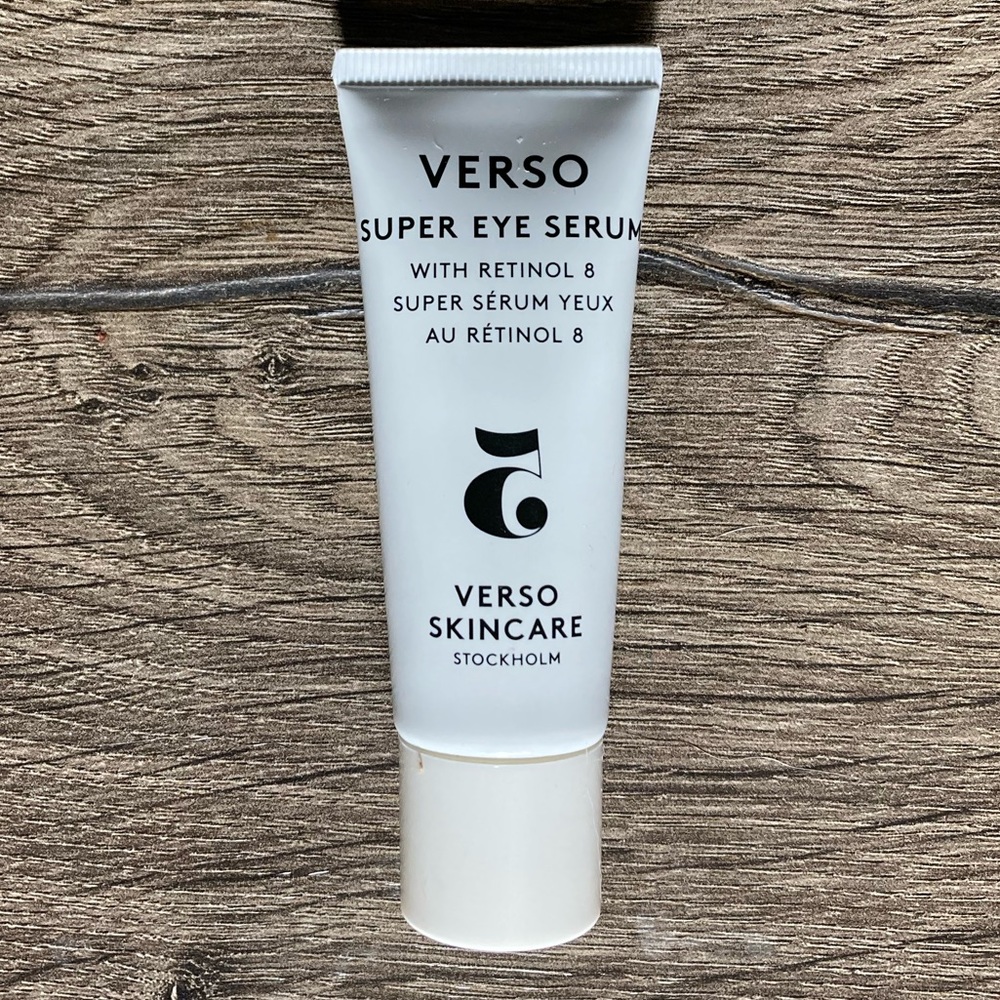 VERSO
SUPER EYE SERUM
WITH RETINOL 8
SUPER SÉRUM YEUX
AU RÉTINOL 8
5
VERSO
SKINCARE
STOCKHOLM